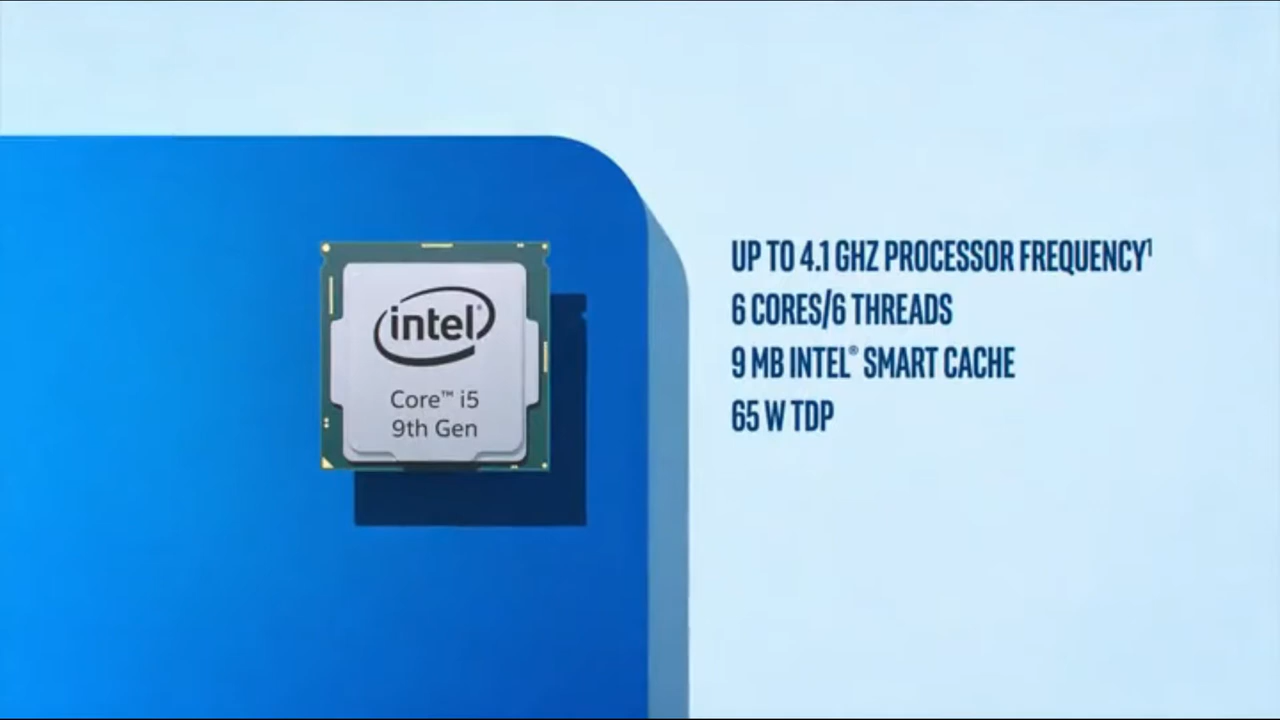 intel®
Core™ i5
9th Gen
UP TO 4.1 GHZ PROCESSOR FREQUENCY¹
6 CORES/6 THREADS
9 MB INTEL® SMART CACHE
65 W TDP